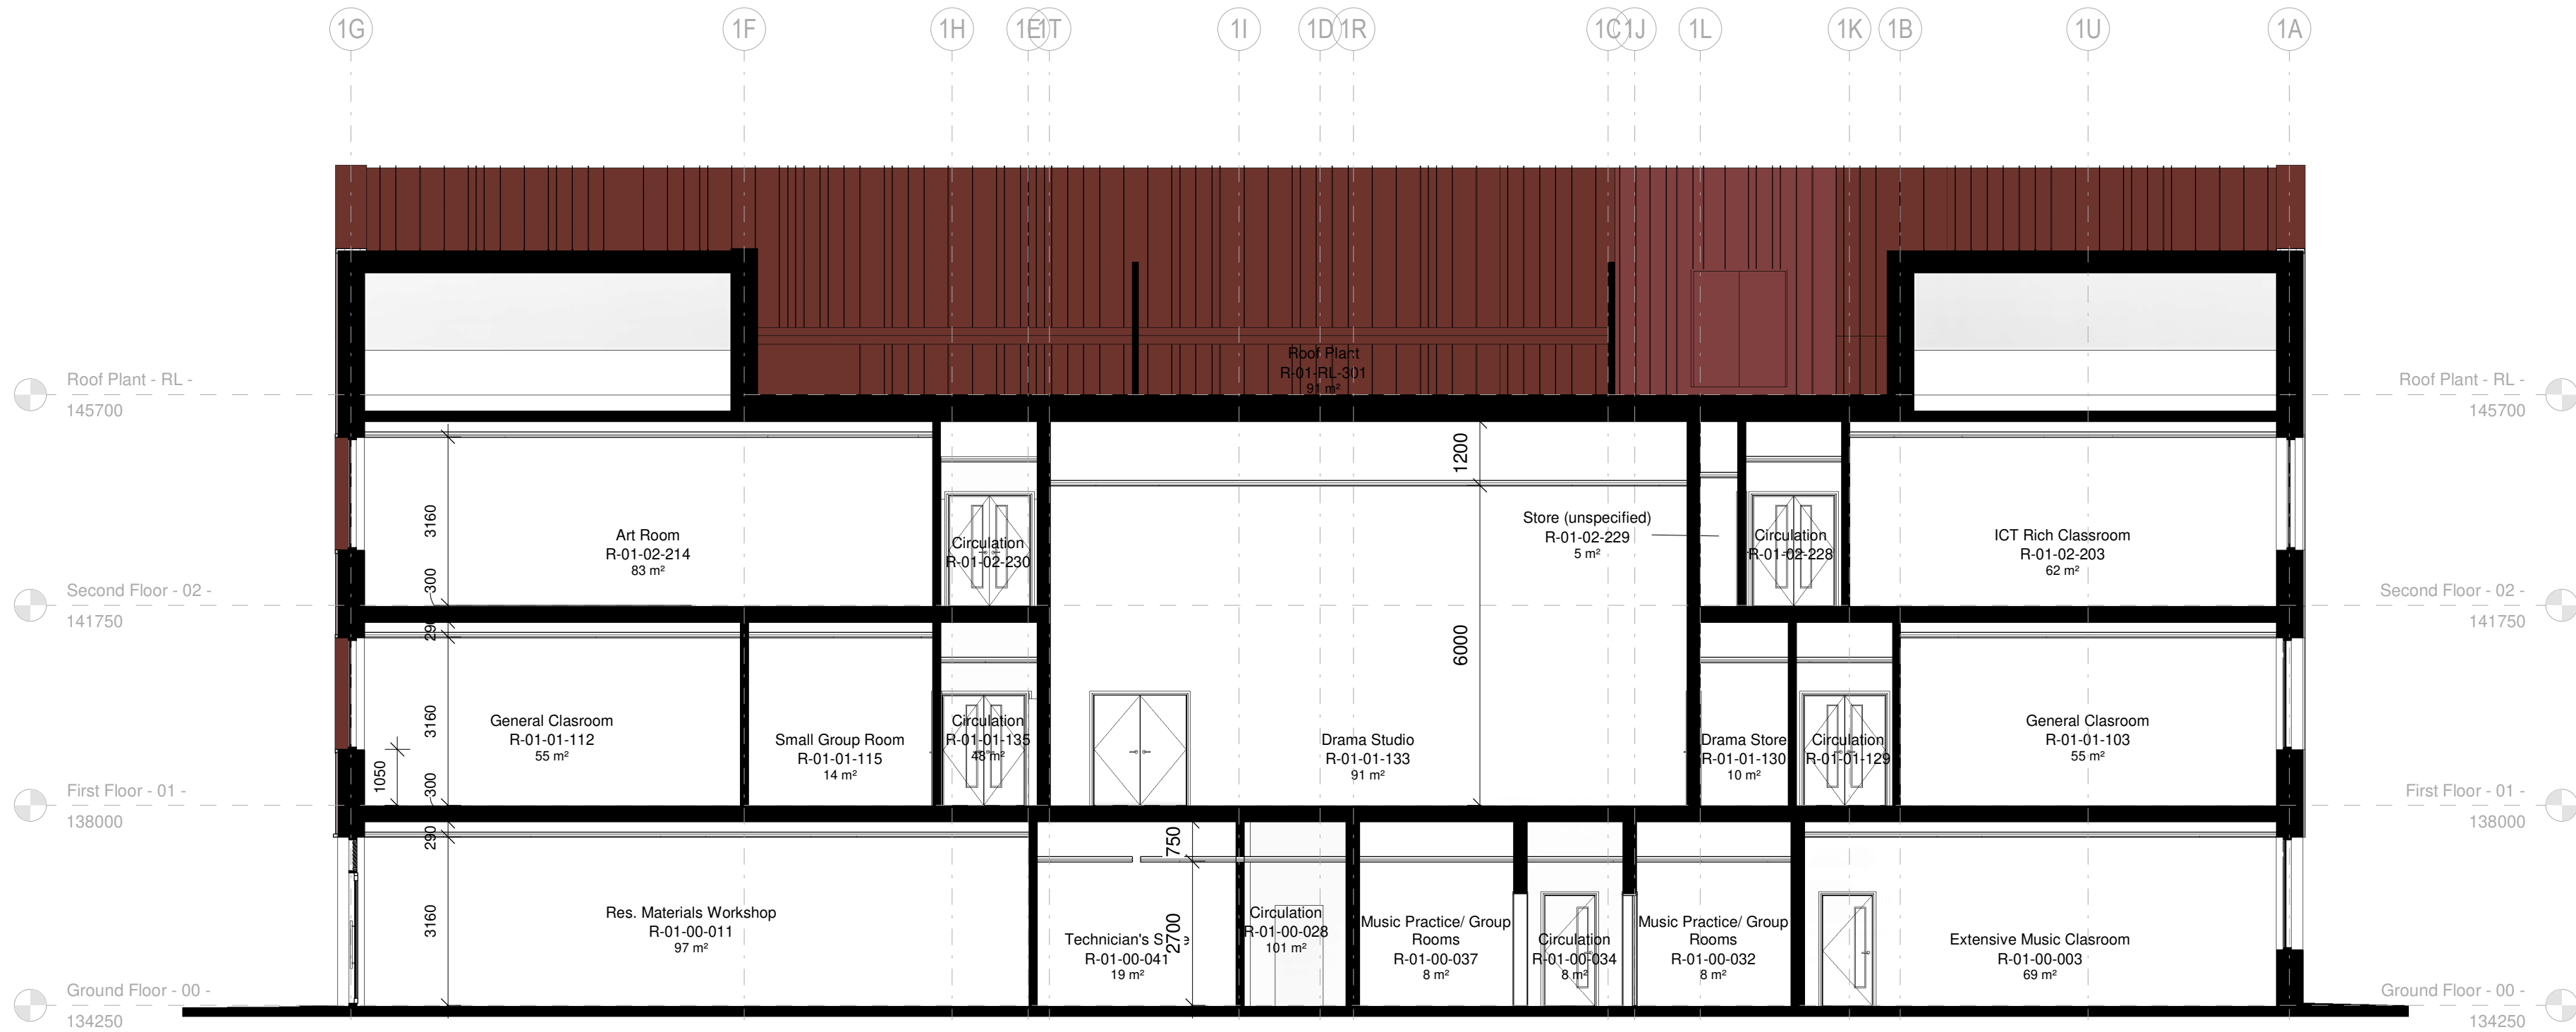 1G
1F
1H
1E
1T
1I
1D
1R
1C
1J
1L
1K
1B
1U
1A
Roof Plant - RL -
145700
Roof Plant
R-01-RL-301
91 m²
Roof Plant - RL -
145700
1200
3160
Art Room
R-01-02-214
83 m²
Circulation
R-01-02-230
Store (unspecified)
R-01-02-229
5 m²
Circulation
R-01-02-228
ICT Rich Classroom
R-01-02-203
62 m²
300
Second Floor - 02 -
141750
Second Floor - 02 -
141750
290
6000
3160
General Clasroom
R-01-01-112
55 m²
Small Group Room
R-01-01-115
14 m²
Circulation
R-01-01-135
48 m²
Drama Studio
R-01-01-133
91 m²
Drama Store
R-01-01-130
10 m²
Circulation
R-01-01-129
General Clasroom
R-01-01-103
55 m²
1050
300
First Floor - 01 -
138000
First Floor - 01 -
138000
290
750
3160
Res. Materials Workshop
R-01-00-011
97 m²
Technician's
R-01-00-041
19 m²
2700
Circulation
R-01-00-028
101 m²
Music Practice/ Group
Rooms
R-01-00-037
8 m²
Circulation
R-01-00-034
8 m²
Music Practice/ Group
Rooms
R-01-00-032
8 m²
Extensive Music Classroom
R-01-00-003
69 m²
Ground Floor - 00 -
134250
Ground Floor - 00 -
134250